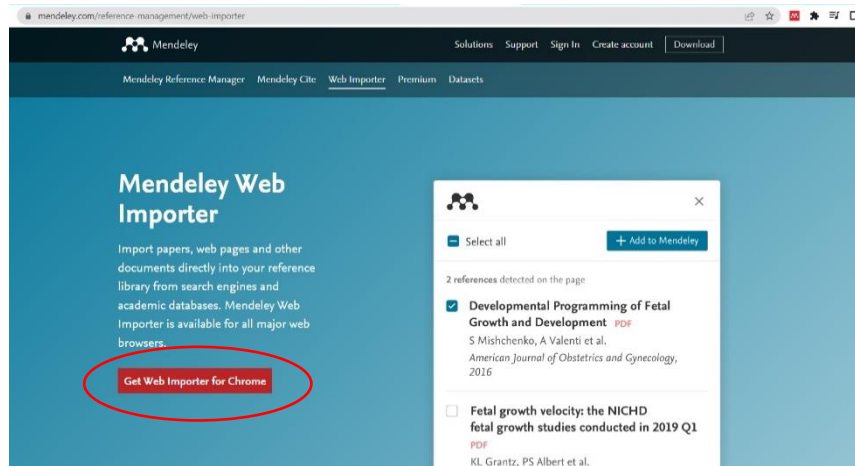 mendeley.com/reference-management/web-importer
Mendeley
Solutions Support Sign In Create account Download
Mendeley Reference Manager Mendeley Cite Web Importer Premium Datasets
Mendeley Web
Importer
Import papers, web pages and other
documents directly into your reference
library from search engines and
academic databases. Mendeley Web
Importer is available for all major web
browsers.
Get Web Importer for Chrome
Select all
+ Add to Mendeley
2 references detected on the page
Developmental Programming of Fetal
Growth and Development PDF
S Mishchenko, A Valenti et al.
American Journal of Obstetrics and Gynecology,
2016
Fetal growth velocity: the NICHD
fetal growth studies conducted in 2019 Q1
PDF
KL Grantz, PS Albert et al.